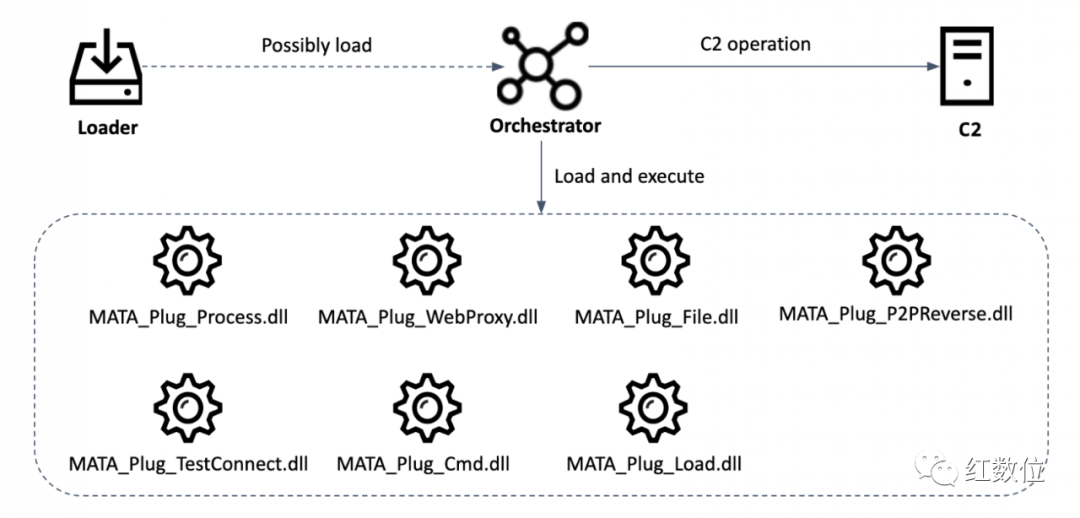 Possibly load
C2 operation
Loader
Orchestrator
C2
Load and execute
MATA_Plug_Process.dll
MATA_Plug_WebProxy.dll
MATA_Plug_File.dll
MATA_Plug_P2PReverse.dll
MATA_Plug_TestConnect.dll
MATA_Plug_Cmd.dll
MATA_Plug_Load.dll
红数位